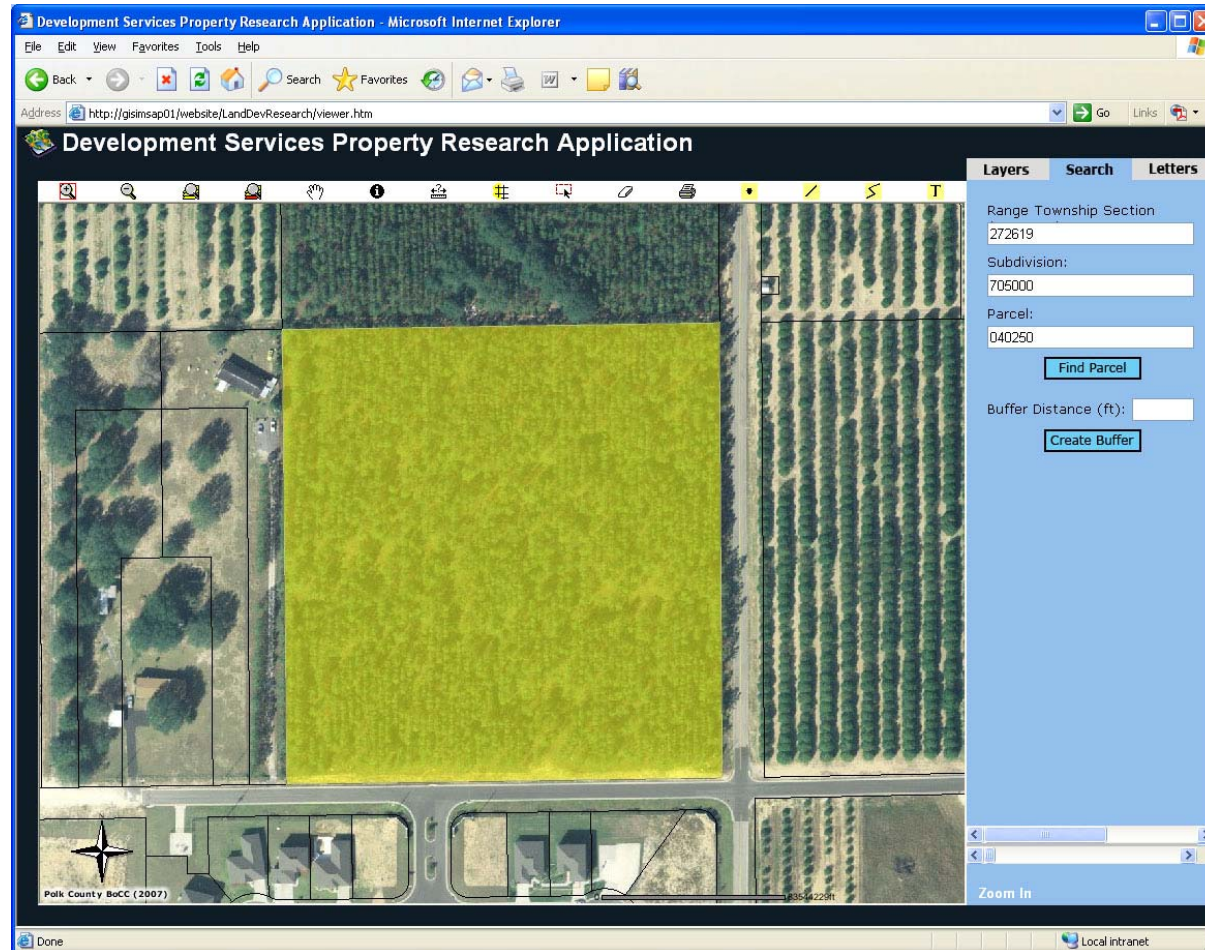 Development Services Property Research Application - Microsoft Internet Explorer
File Edit View Favorites Tools Help
Back Search Favorites
Address http://gisimsap01/website/LandDevResearch/viewer.htm Go Links
Development Services Property Research Application
Layers Search Letters
T
Range Township Section
272619
Subdivision:
705000
Parcel:
040250
Find Parcel
Buffer Distance (ft):
Create Buffer
Polk County BoCC (2007)
0
Zoom In
Done Local intranet